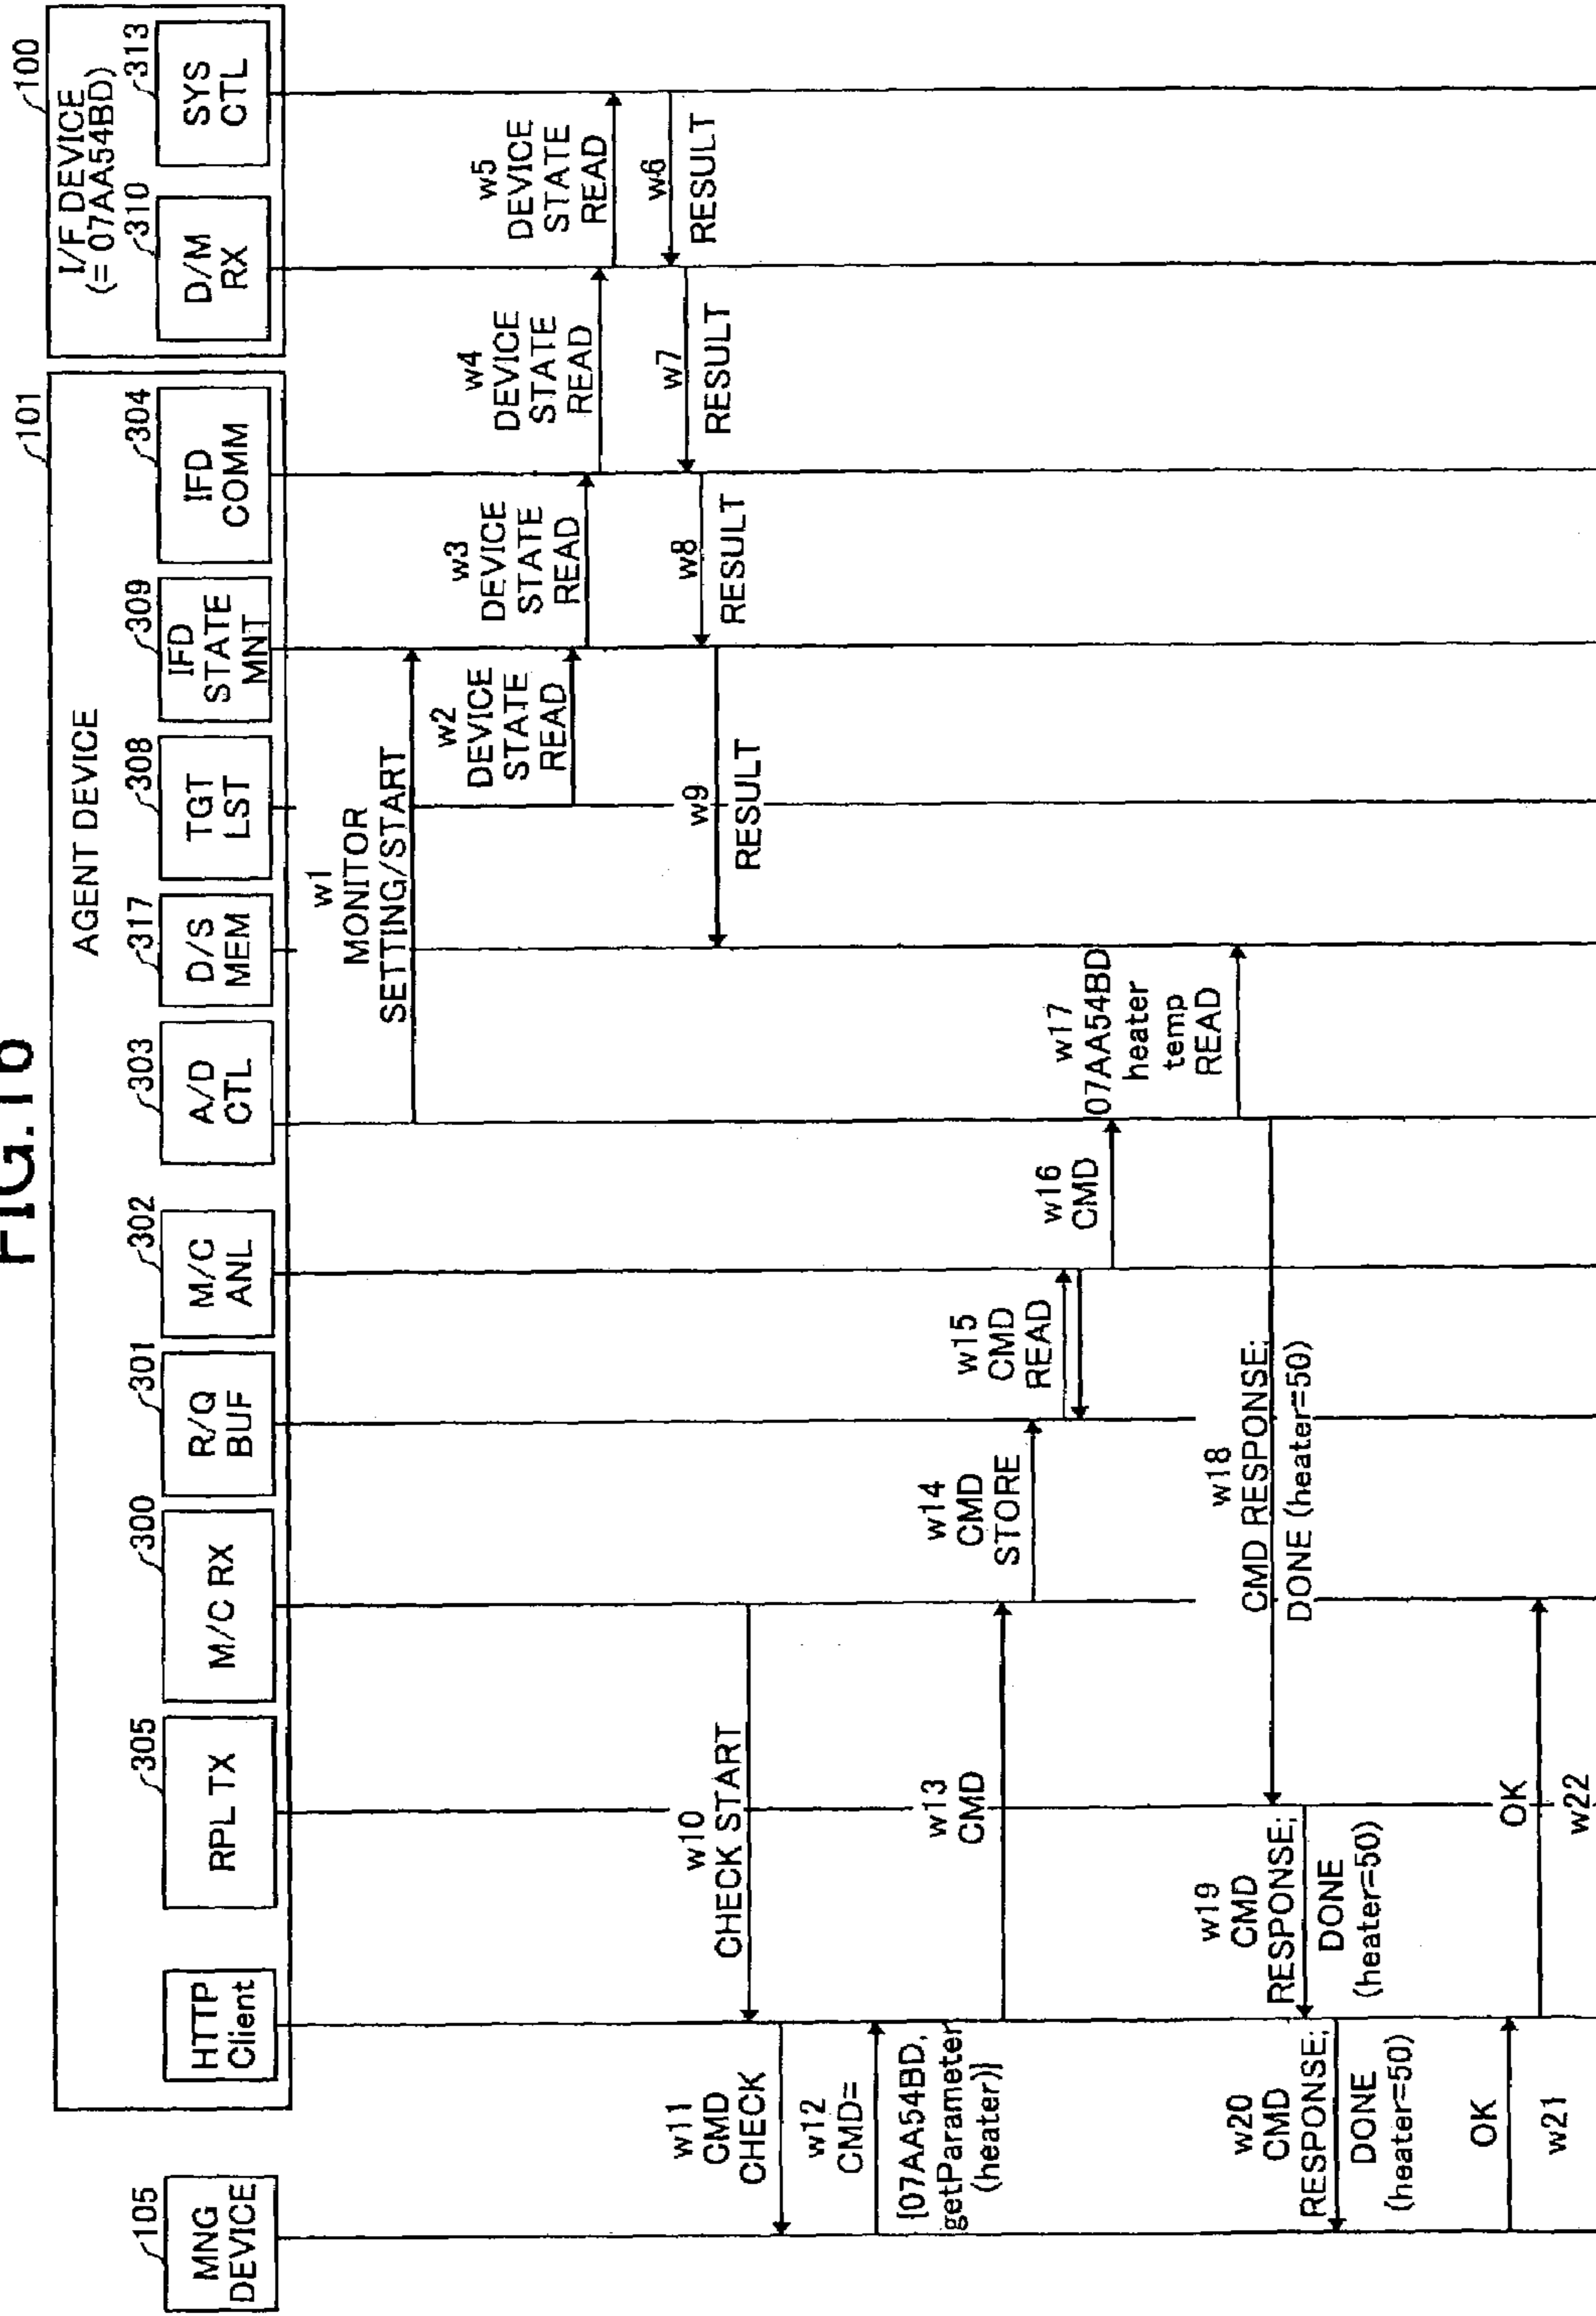 FIG.16
105
MNG
DEVICE
101
AGENT DEVICE
HTTP
Client
305
RPL TX
300
M/C RX
301
R/Q
BUF
302
M/C
ANL
303
A/D
CTL
317
D/S
MEM
308
TGT
LST
309
IFD
STATE
MNT
304
IFD
COMM
100
I/F DEVICE
(= 07AA54BD)
310
D/M
RX
313
SYS
CTL
w1
MONITOR
SETTING/START
w2
DEVICE
STATE
READ
w3
DEVICE
STATE
READ
w4
DEVICE
STATE
READ
w5
DEVICE
STATE
READ
w6
RESULT
w7
RESULT
w8
RESULT
w9
RESULT
w10
CHECK START
w11
CMD
CHECK
w12
CMD=
[07AA54BD,
getParameter
(heater)]
w13
CMD
w14
CMD
STORE
w15
CMD
READ
w16
CMD
w17
07AA54BD
heater
temp
READ
w18
CMD RESPONSE;
DONE (heater=50)
w19
CMD
RESPONSE;
DONE
(heater=50)
w20
CMD
RESPONSE;
DONE
(heater=50)
OK
w21
OK
w22